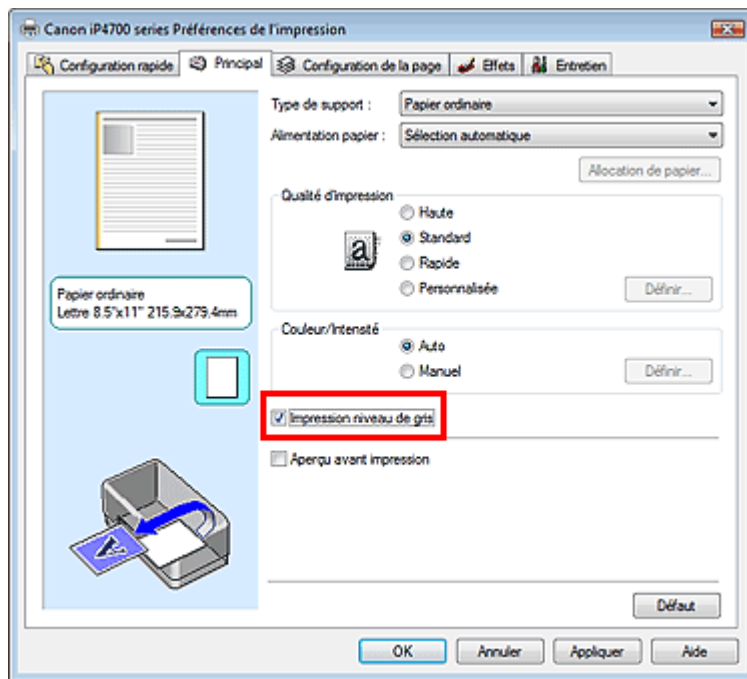 Canon iP4700 series Préférences de l'impression
Configuration rapide Principal Configuration de la page Effets Entretien
Type de support : Papier ordinaire
Alimentation papier : Sélection automatique
Allocation de papier...
Qualité d'impression
Haute
a Standard
Rapide
Personnalisée Définir...
Papier ordinaire
Lettre 8.5"x11" 215.9x279.4mm
Couleur/Intensité
Auto
Manuel Définir...
Impression niveau de gris
Aperçu avant impression
A
Défaut
OK Annuler Appliquer Aide